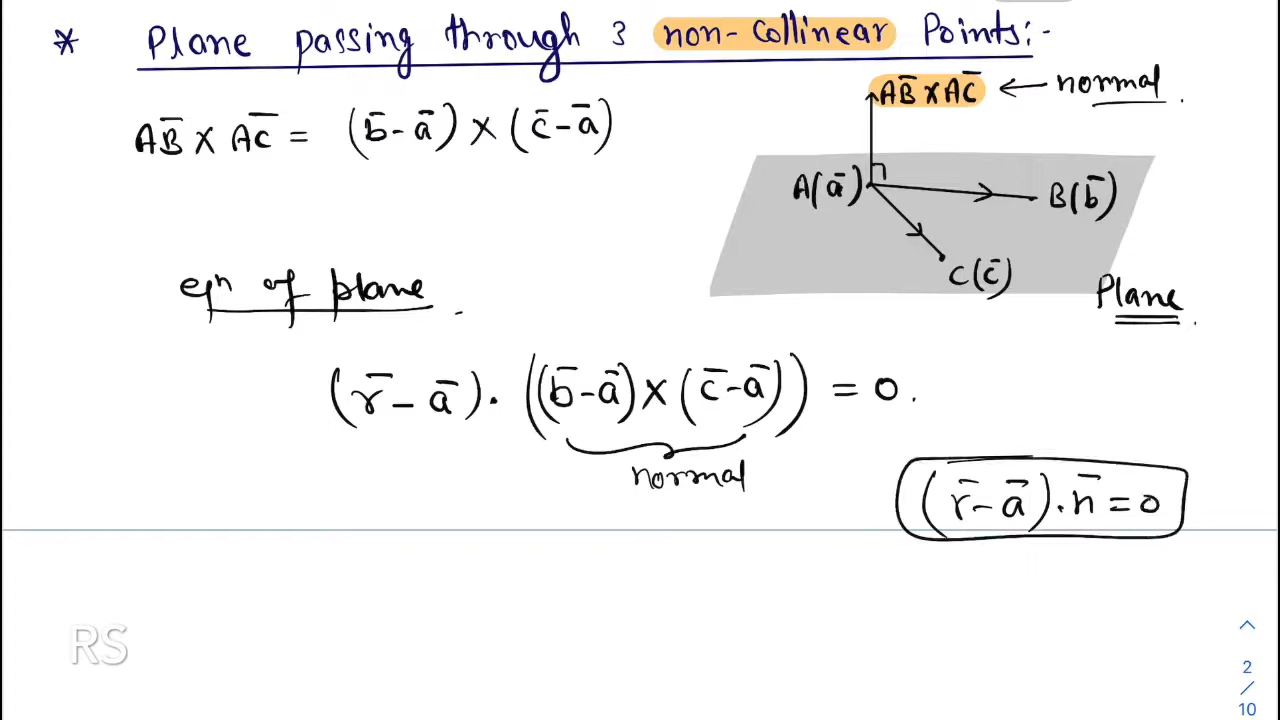 * Plane passing through 3 non-collinear Points:-
AB̄ × AC̄ = (b̄ - ā) × (c̄ - ā)
AB̄ × AC̄ ← normal.
A(ā)
B(b̄)
C(c̄)
Plane.
eqⁿ of plane.
(r̄ - ā) · ((b̄ - ā) × (c̄ - ā)) = 0.
normal
(r̄ - ā) . n̄ = 0
RS
2
/
10